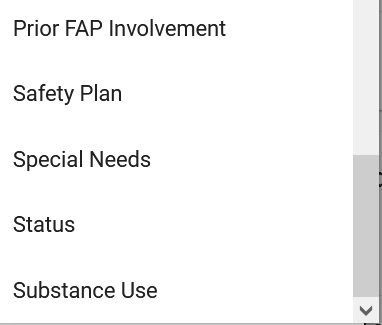 Prior FAP Involvement
Safety Plan
Special Needs
Status
Substance Use